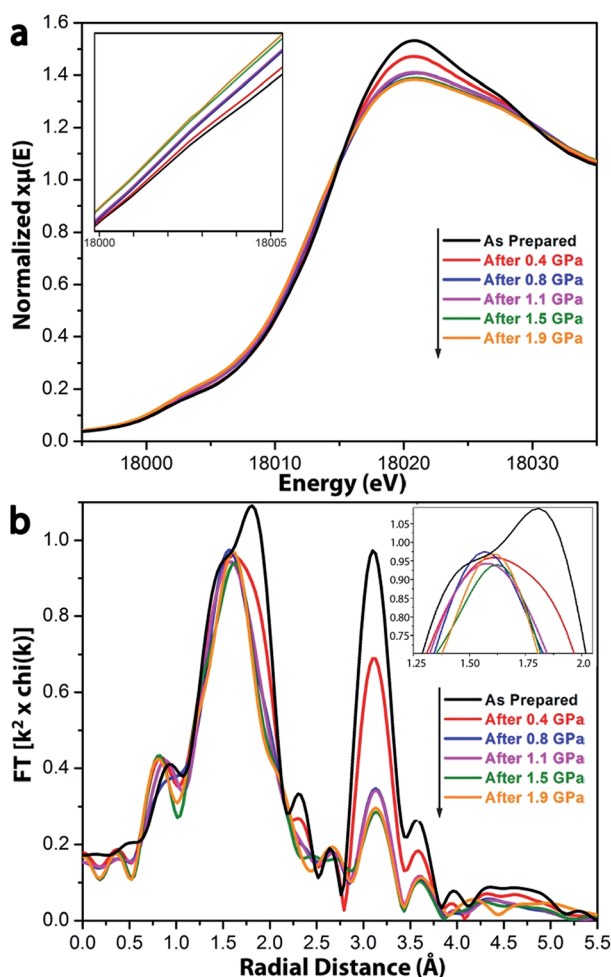 a
1.6
1.4
1.2
1.0
0.8
0.6
0.4
0.2
0.0
Normalized xμ(E)
18000
18005
As Prepared
After 0.4 GPa
After 0.8 GPa
After 1.1 GPa
After 1.5 GPa
After 1.9 GPa
18000
18010
18020
18030
Energy (eV)
b
1.0
0.8
0.6
0.4
0.2
0.0
FT [k² x chi(k)]
1.05
1.00
0.95
0.90
0.85
0.80
0.75
1.25
1.50
1.75
2.0
As Prepared
After 0.4 GPa
After 0.8 GPa
After 1.1 GPa
After 1.5 GPa
After 1.9 GPa
0.0 0.5 1.0 1.5 2.0 2.5 3.0 3.5 4.0 4.5 5.0 5.5
Radial Distance (Å)